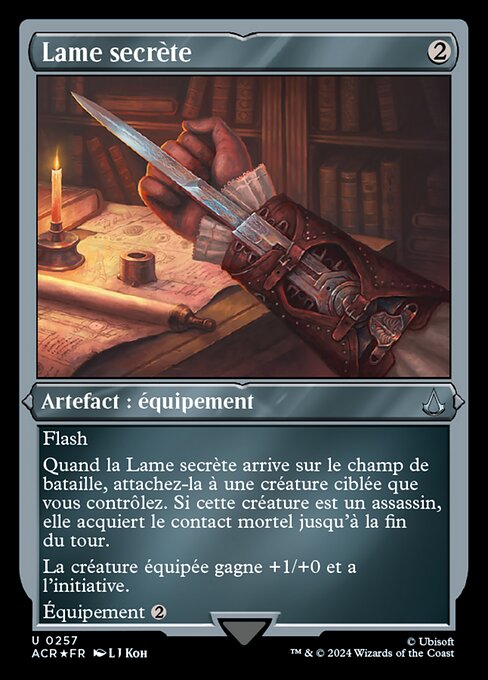 Lame secrète 2
Artefact : équipement
Flash
Quand la Lame secrète arrive sur le champ de
bataille, attachez-la à une créature ciblée que
vous contrôlez. Si cette créature est un assassin,
elle acquiert le contact mortel jusqu'à la fin
du tour.
La créature équipée gagne +1/+0 et a
l'initiative.
Équipement 2
U 0257
ACR★FR LJ Koh
© Ubisoft
™ & © 2024 Wizards of the Coast